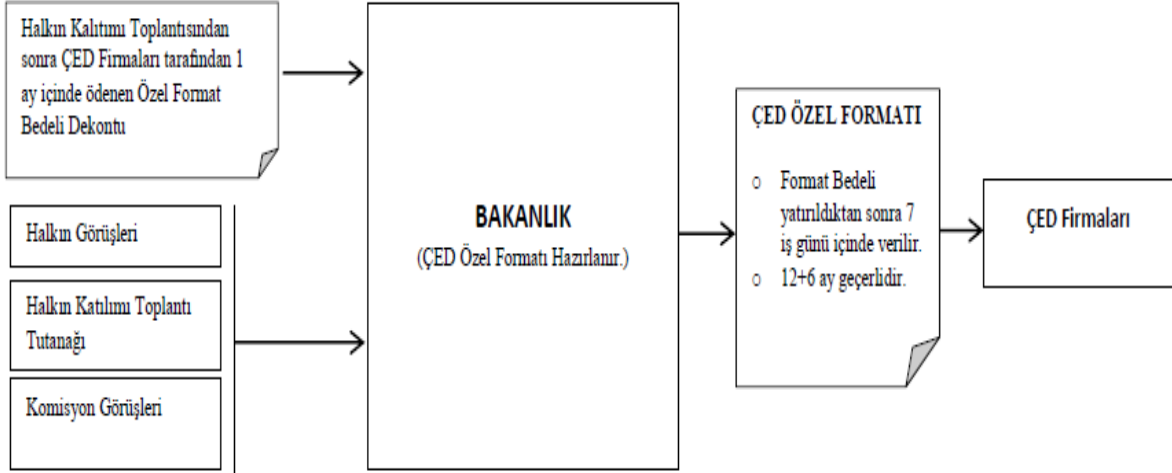 Halkın Kalıtımı Toplantısından
sonra ÇED Firmaları tarafından 1
ay içinde ödenen Özel Format
Bedeli Dekontu
Halkın Görüşleri
Halkın Katılımı Toplantı
Tutanağı
Komisyon Görüşleri
BAKANLIK
(ÇED Özel Formatı Hazırlanır.)
ÇED ÖZEL FORMATI
o Format Bedeli
yatırıldıktan sonra 7
iş günü içinde verilir.
o 12+6 ay geçerlidir.
ÇED Firmaları